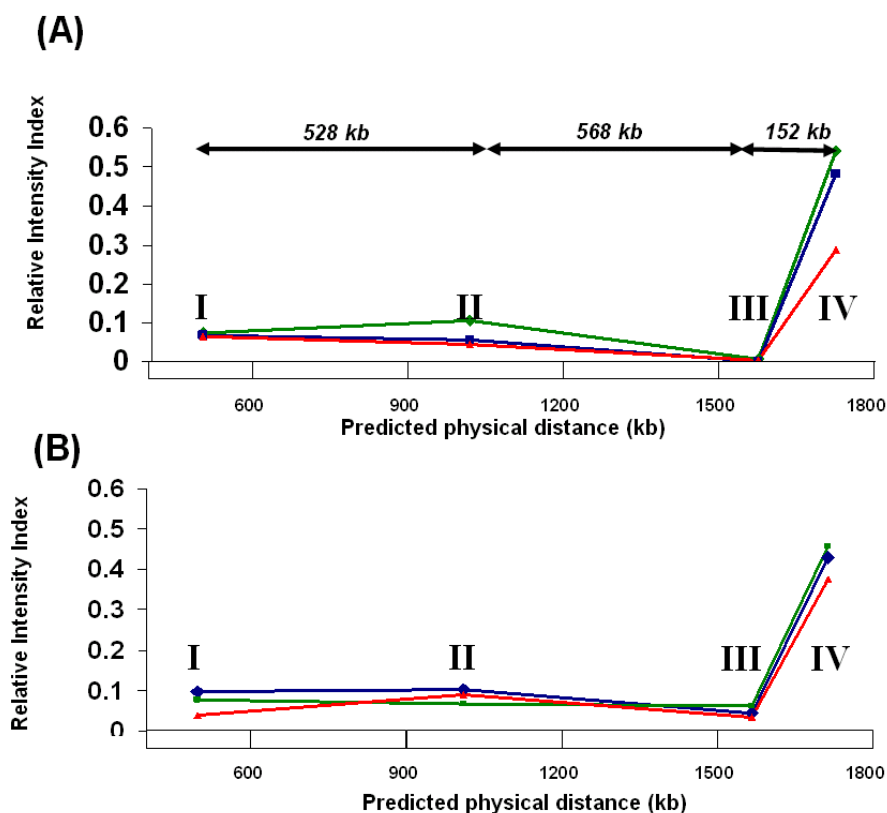 (A)
Relative Intensity Index
0.6
0.5
0.4
0.3
0.2
0.1
0
528 kb 568 kb 152 kb
I II III IV
600 900 1200 1500 1800
Predicted physical distance (kb)
(B)
Relative Intensity Index
0.6
0.5
0.4
0.3
0.2
0.1
0
I II III IV
600 900 1200 1500 1800
Predicted physical distance (kb)